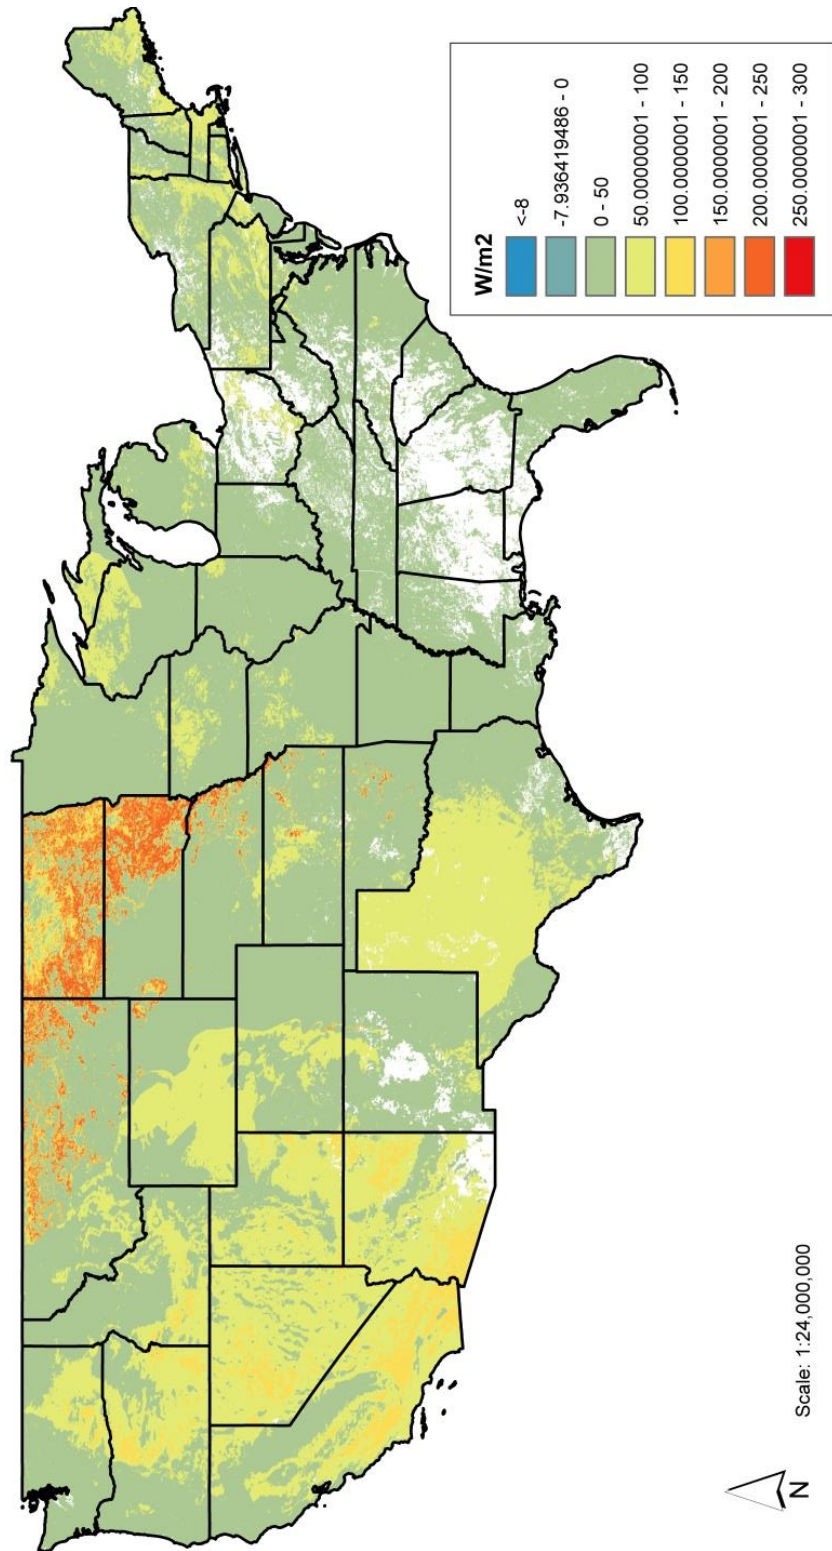 W/m2
<-8
-7.936419486 - 0
0 - 50
50.00000001 - 100
100.0000001 - 150
150.0000001 - 200
200.0000001 - 250
250.0000001 - 300
Scale: 1:24,000,000
N